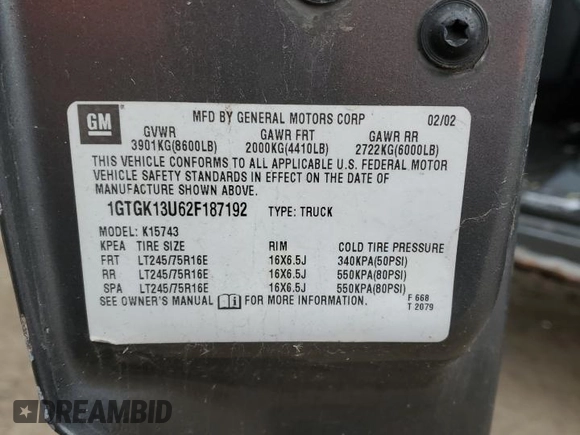 GM
MFD BY GENERAL MOTORS CORP 02/02
GVWR GAWR FRT GAWR RR
3901KG(8600LB) 2000KG(4410LB) 2722KG(6000LB)
THIS VEHICLE CONFORMS TO ALL APPLICABLE U.S. FEDERAL MOTOR
VEHICLE SAFETY STANDARDS IN EFFECT ON THE DATE OF
MANUFACTURE SHOWN ABOVE.
1GTGK13U62F187192 TYPE: TRUCK
MODEL: K15743
KPEA TIRE SIZE RIM COLD TIRE PRESSURE
FRT LT245/75R16E 16X6.5J 340KPA(50PSI)
RR LT245/75R16E 16X6.5J 550KPA(80PSI)
SPA LT245/75R16E 16X6.5J 550KPA(80PSI)
SEE OWNER'S MANUAL i FOR MORE INFORMATION. F 668
T 2079
DREAMBID